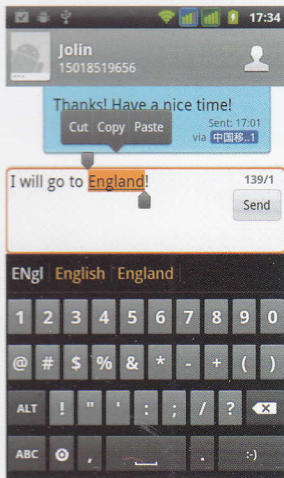 17:34
Jolin
15018519656
Thanks! Have a nice time!
Sent: 17:01
via 中国移..1
Cut Copy Paste
I will go to England!
139/1
Send
ENgl English England
1 2 3 4 5 6 7 8 9 0
@ # $ % & * - + ( )
ALT ! " ' : ; / ? 
ABC , . :-)